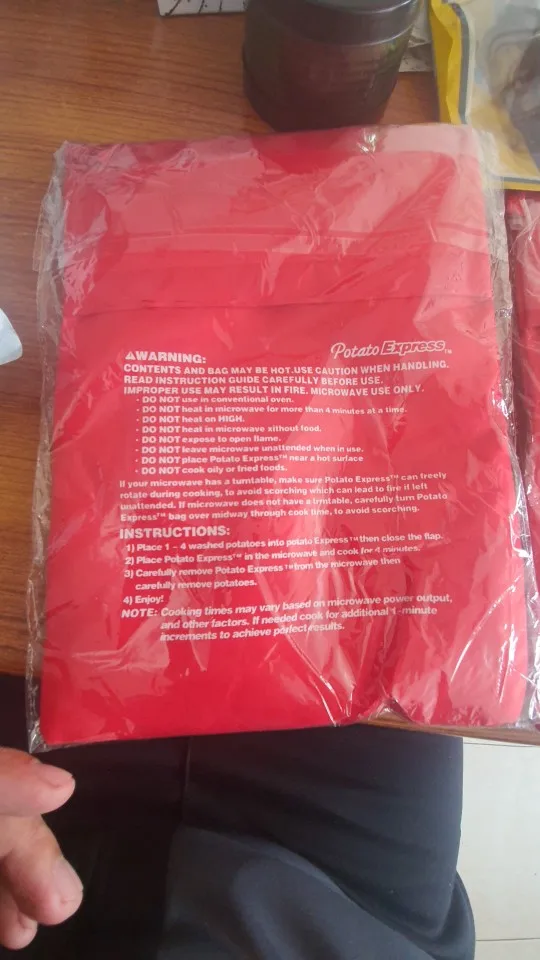 Potato Express™
⚠WARNING:
CONTENTS AND BAG MAY BE HOT.USE CAUTION WHEN HANDLING.
READ INSTRUCTION GUIDE CAREFULLY BEFORE USE.
IMPROPER USE MAY RESULT IN FIRE. MICROWAVE USE ONLY.
· DO NOT use in conventional oven.
· DO NOT heat in microwave for more than 4 minutes at a time.
· DO NOT heat on HIGH.
· DO NOT heat in microwave xithout food.
· DO NOT expose to open flame.
· DO NOT leave microwave unattended when in use.
· DO NOT place Potato Express™ near a hot surface
· DO NOT cook oily or fried foods.
if your microwave has a turntable, make sure Potato Express™ can freely
rotate during cooking, to avoid scorching which can lead to fire if left
unattended. If microwave does not have a trntable, carefully turn Potato
Express™ bag over midway through cook time, to avoid scorching.
INSTRUCTIONS:
1) Place 1 – 4 washed potatoes into potato Express™ then close the flap.
2) Place Potato Express™ in the microwave and cook for 4 minutes.
3) Carefully remove Potato Express™ from the microwave then
carefully remove potatoes.
4) Enjoy!
NOTE: Cooking times may vary based on microwave power output,
and other factors. If needed cook for additional 1-minute
increments to achieve perfect results.